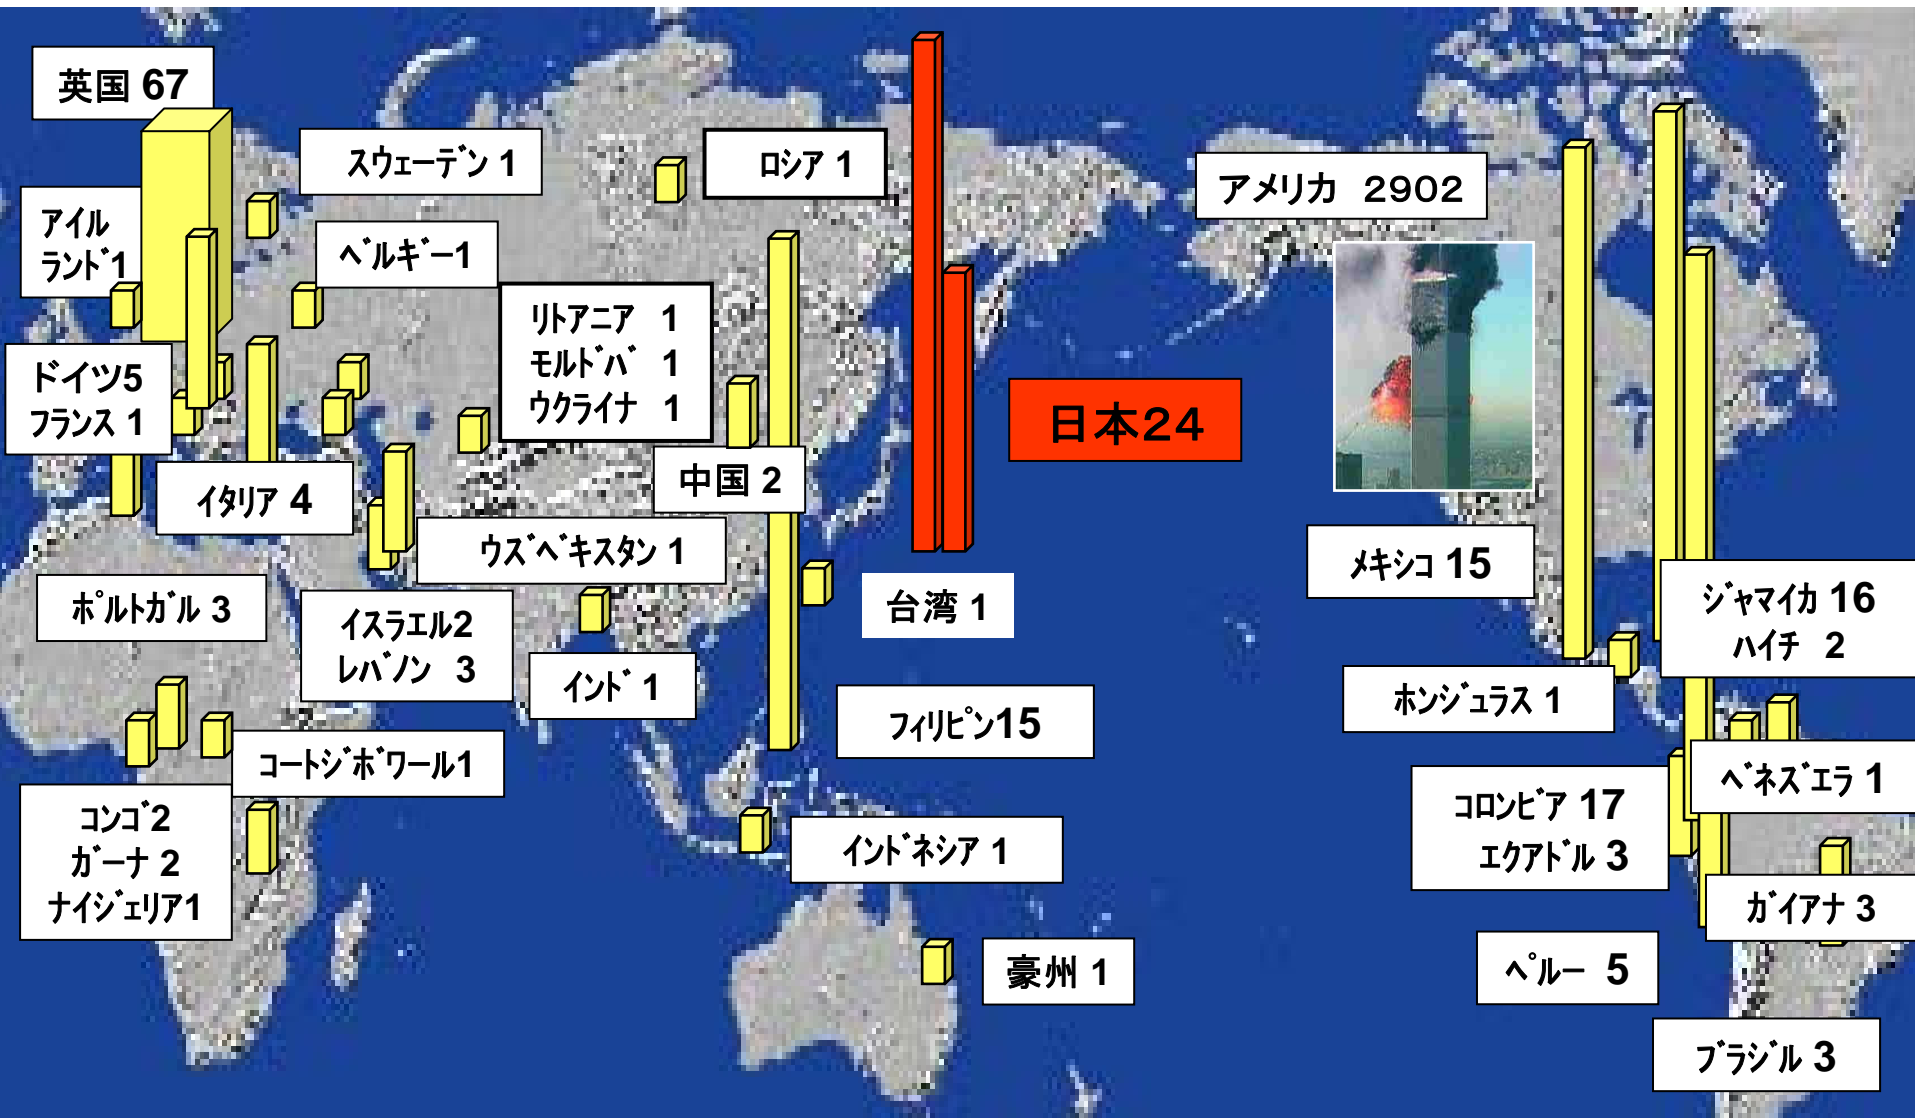 英国 67
スウェーデン 1
ロシア 1
アメリカ　２９０２
アイル
ランド1
ベルギー1
リトアニア 1
モルドバ 1
ウクライナ 1
ドイツ5
フランス 1
日本２４
イタリア 4
中国 2
ウズベキスタン 1
メキシコ 15
ポルトガル 3
イスラエル2
レバノン 3
台湾 1
ジャマイカ 16
ハイチ 2
インド 1
ホンジュラス 1
フィリピン15
コートジボワール1
ベネズエラ 1
コンゴ2
ガーナ 2
ナイジェリア1
コロンビア 17
エクアドル 3
インドネシア 1
ガイアナ 3
豪州 1
ペルー 5
ブラジル 3